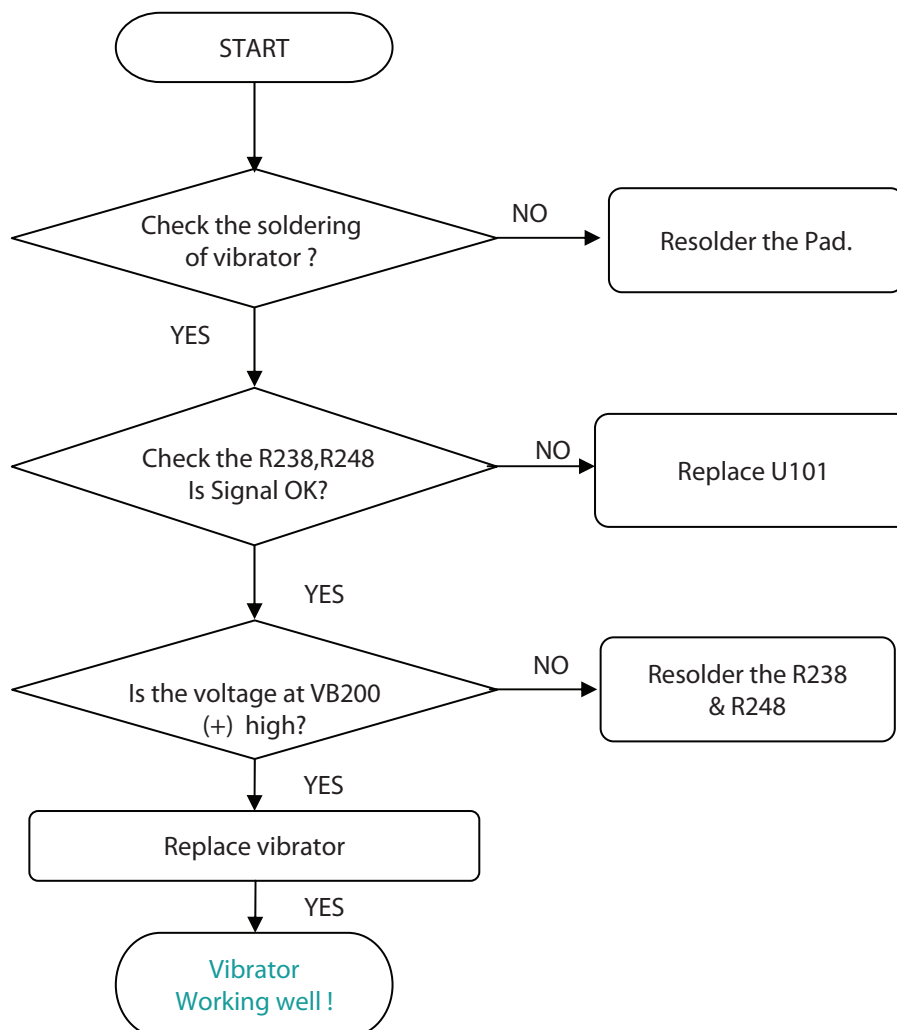 START
Check the soldering
of vibrator ?
NO
Resolder the Pad.
YES
Check the R238,R248
Is Signal OK?
NO
Replace U101
YES
Is the voltage at VB200
(+) high?
NO
Resolder the R238
& R248
YES
Replace vibrator
YES
Vibrator
Working well !